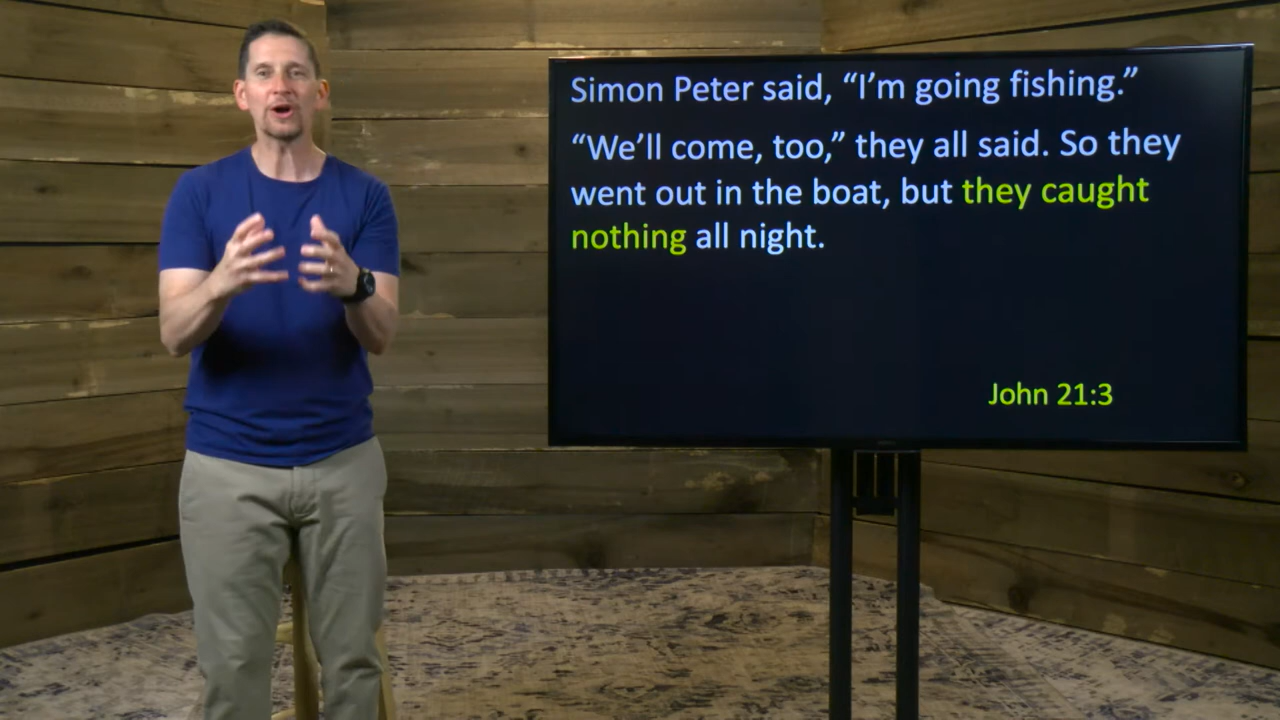 Simon Peter said, “I’m going fishing.”
“We’ll come, too,” they all said. So they
went out in the boat, but they caught
nothing all night.
John 21:3